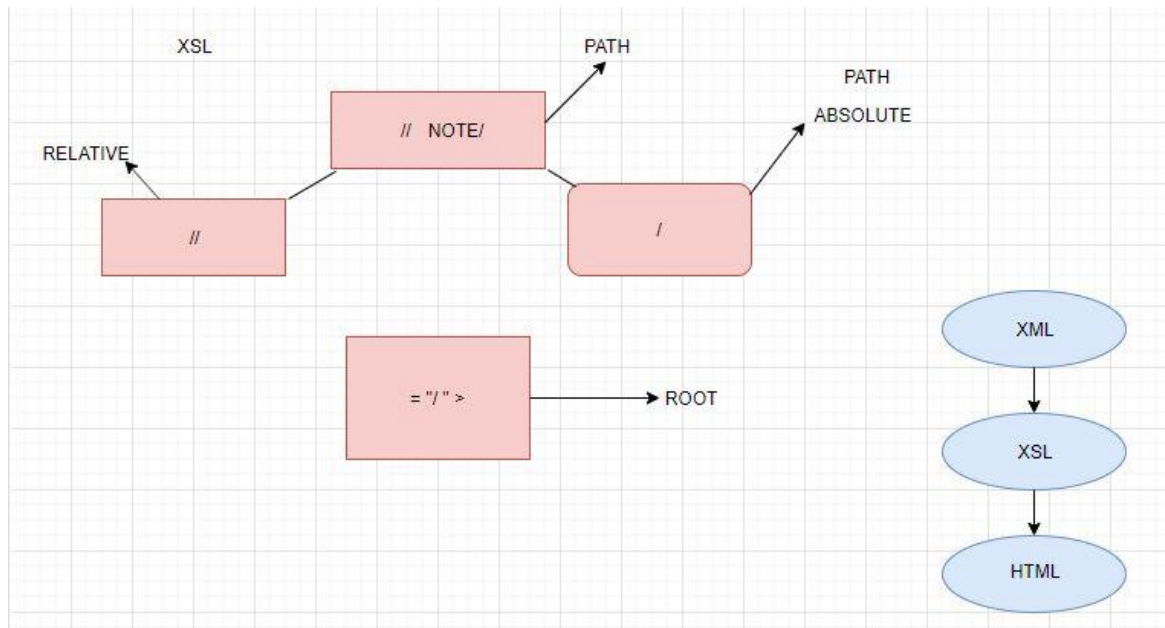 XSL
PATH
PATH
ABSOLUTE
// NOTE/
RELATIVE
//
/
= "/ " >
ROOT
XML
XSL
HTML